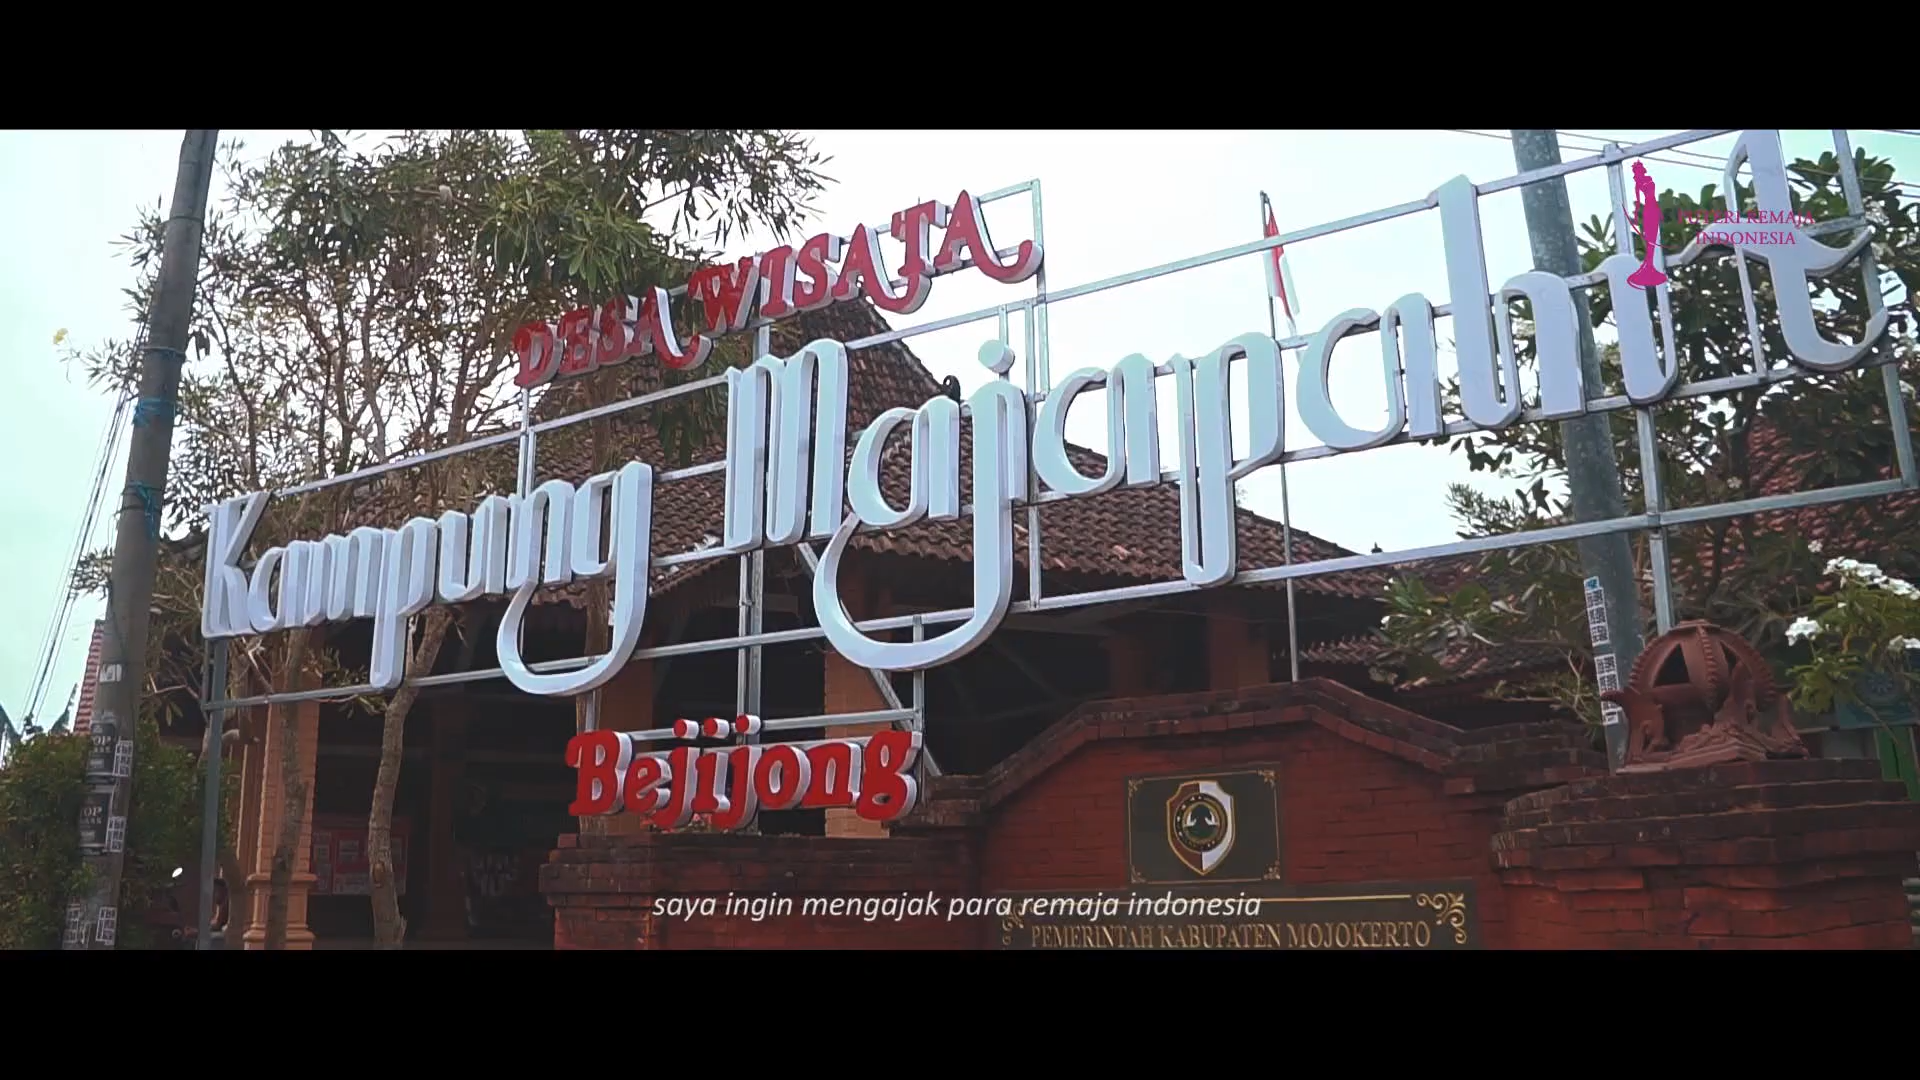 PUTERI REMAJA
INDONESIA
DESA WISATA
Kampung Majapahit
Bejijong
saya ingin mengajak para remaja indonesia
PEMERINTAH KABUPATEN MOJOKERTO